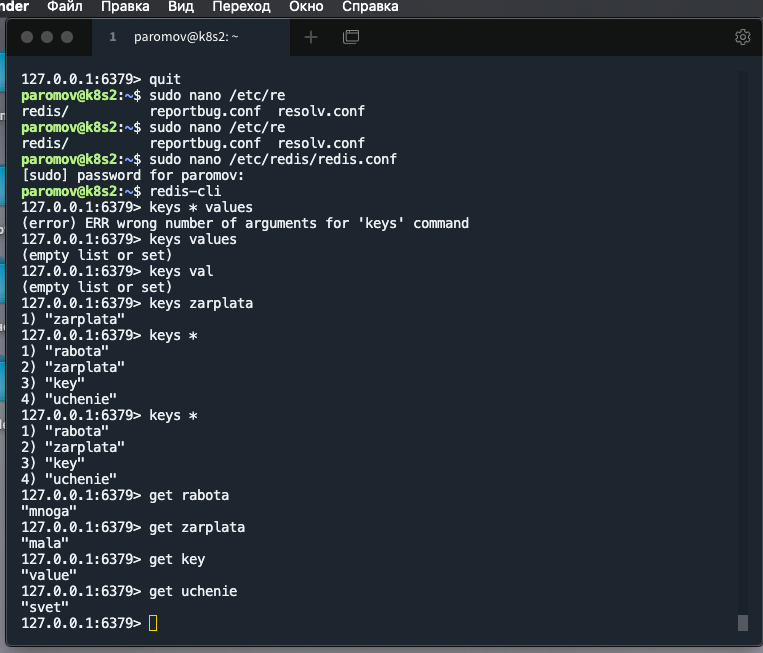 nder Файл Правка Вид Переход Окно Справка
1 paromov@k8s2: ~
127.0.0.1:6379> quit
paromov@k8s2:~$ sudo nano /etc/re
redis/ reportbug.conf resolv.conf
paromov@k8s2:~$ sudo nano /etc/re
redis/ reportbug.conf resolv.conf
paromov@k8s2:~$ sudo nano /etc/redis/redis.conf
[sudo] password for paromov:
paromov@k8s2:~$ redis-cli
127.0.0.1:6379> keys * values
(error) ERR wrong number of arguments for 'keys' command
127.0.0.1:6379> keys values
(empty list or set)
127.0.0.1:6379> keys val
(empty list or set)
127.0.0.1:6379> keys zarplata
1) "zarplata"
127.0.0.1:6379> keys *
1) "rabota"
2) "zarplata"
3) "key"
4) "uchenie"
127.0.0.1:6379> keys *
1) "rabota"
2) "zarplata"
3) "key"
4) "uchenie"
127.0.0.1:6379> get rabota
"mnoga"
127.0.0.1:6379> get zarplata
"mala"
127.0.0.1:6379> get key
"value"
127.0.0.1:6379> get uchenie
"svet"
127.0.0.1:6379>